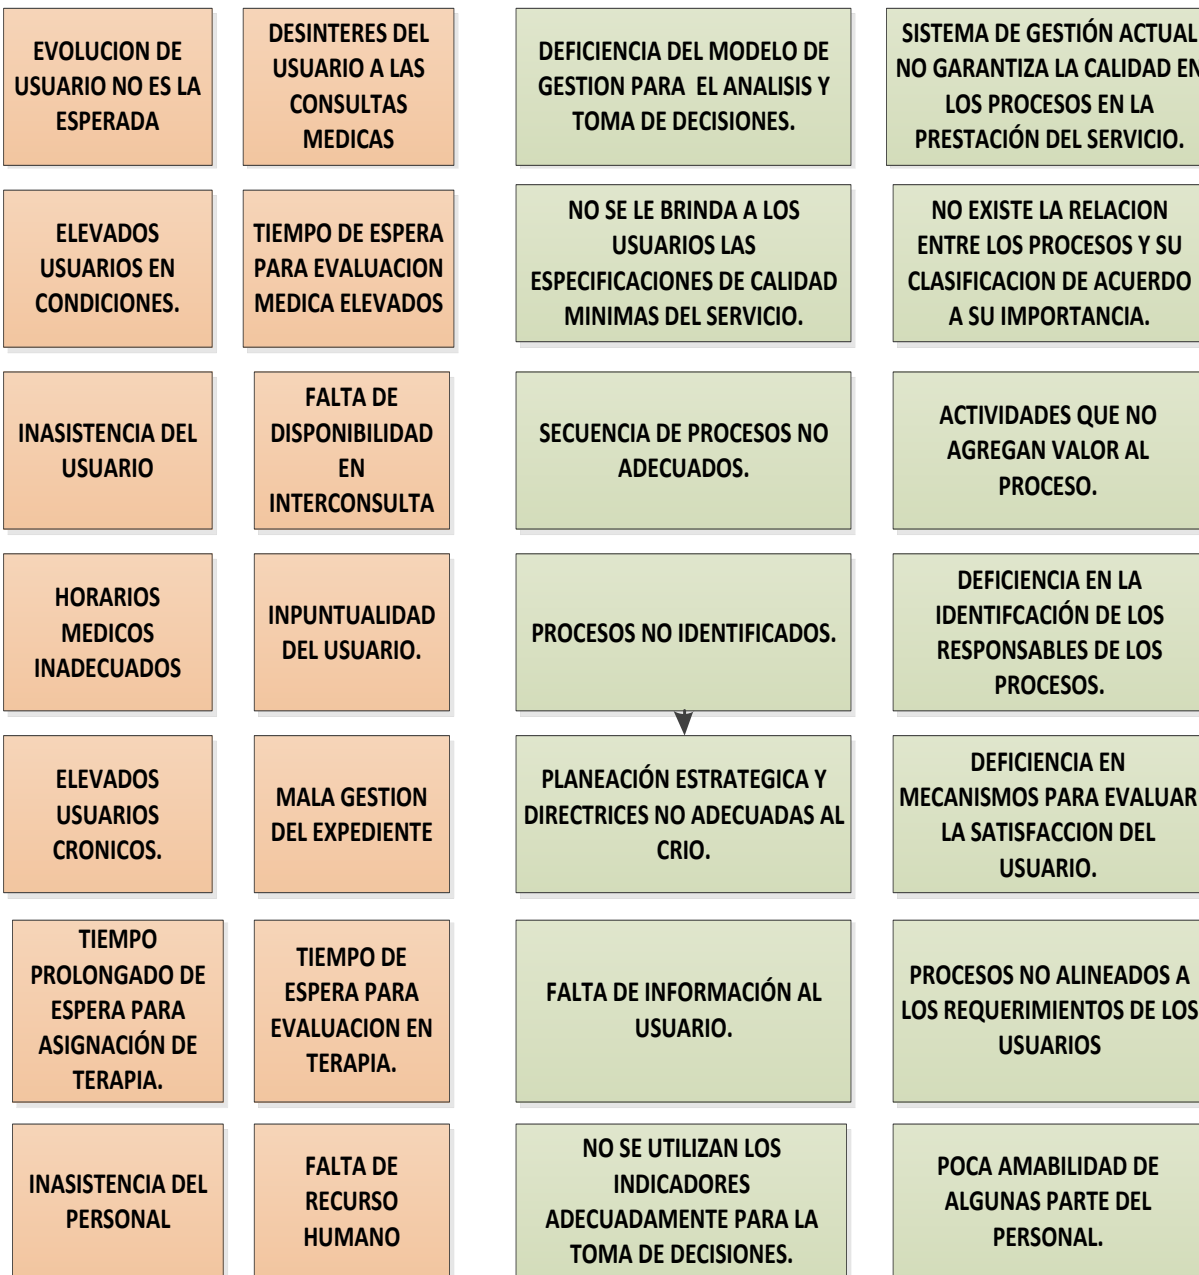 EVOLUCION DE
USUARIO NO ES LA
ESPERADA
DESINTERES DEL
USUARIO A LAS
CONSULTAS
MEDICAS
DEFICIENCIA DEL MODELO DE
GESTION PARA EL ANALISIS Y
TOMA DE DECISIONES.
SISTEMA DE GESTIÓN ACTUAL
NO GARANTIZA LA CALIDAD EN
LOS PROCESOS EN LA
PRESTACIÓN DEL SERVICIO.
ELEVADOS
USUARIOS EN
CONDICIONES.
TIEMPO DE ESPERA
PARA EVALUACION
MEDICA ELEVADOS
NO SE LE BRINDA A LOS
USUARIOS LAS
ESPECIFICACIONES DE CALIDAD
MINIMAS DEL SERVICIO.
NO EXISTE LA RELACION
ENTRE LOS PROCESOS Y SU
CLASIFICACION DE ACUERDO
A SU IMPORTANCIA.
INASISTENCIA DEL
USUARIO
FALTA DE
DISPONIBILIDAD
EN
INTERCONSULTA
SECUENCIA DE PROCESOS NO
ADECUADOS.
ACTIVIDADES QUE NO
AGREGAN VALOR AL
PROCESO.
HORARIOS
MEDICOS
INADECUADOS
INPUNTUALIDAD
DEL USUARIO.
PROCESOS NO IDENTIFICADOS.
DEFICIENCIA EN LA
IDENTIFCACIÓN DE LOS
RESPONSABLES DE LOS
PROCESOS.
ELEVADOS
USUARIOS
CRONICOS.
MALA GESTION
DEL EXPEDIENTE
PLANEACIÓN ESTRATEGICA Y
DIRECTRICES NO ADECUADAS AL
CRIO.
DEFICIENCIA EN
MECANISMOS PARA EVALUAR
LA SATISFACCION DEL
USUARIO.
TIEMPO
PROLONGADO DE
ESPERA PARA
ASIGNACIÓN DE
TERAPIA.
TIEMPO DE
ESPERA PARA
EVALUACION EN
TERAPIA.
FALTA DE INFORMACIÓN AL
USUARIO.
PROCESOS NO ALINEADOS A
LOS REQUERIMIENTOS DE LOS
USUARIOS
INASISTENCIA DEL
PERSONAL
FALTA DE
RECURSO
HUMANO
NO SE UTILIZAN LOS
INDICADORES
ADECUADAMENTE PARA LA
TOMA DE DECISIONES.
POCA AMABILIDAD DE
ALGUNAS PARTE DEL
PERSONAL.